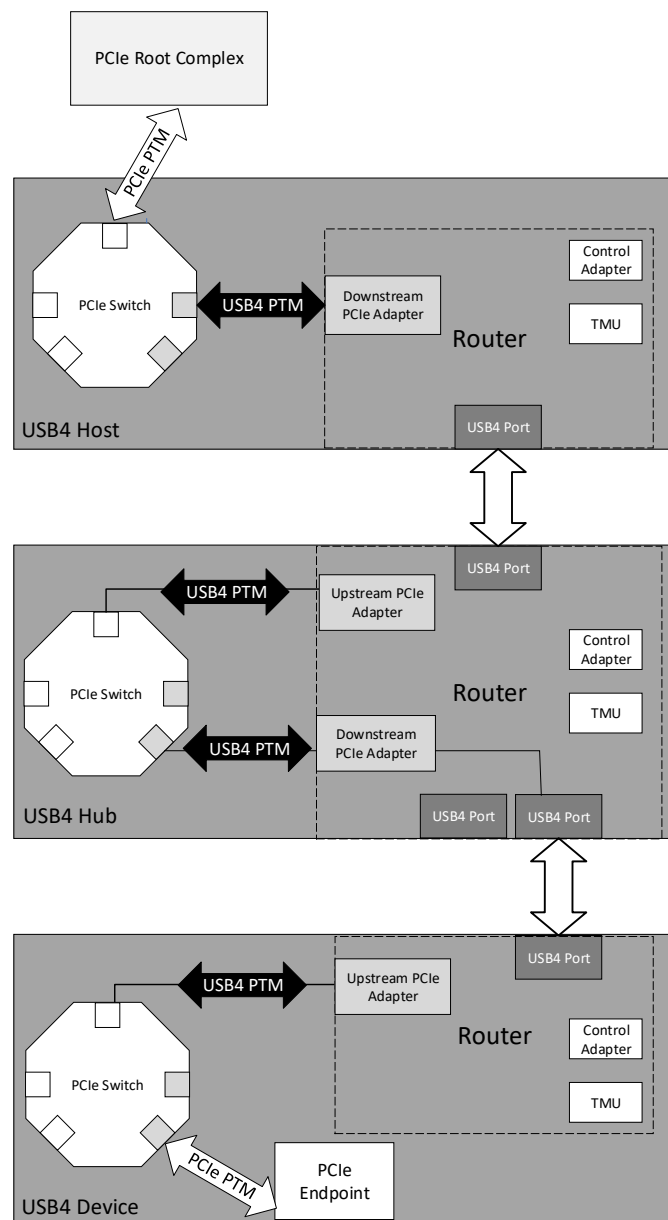 PCIe Root Complex
PCIe PTM
PCIe Switch
USB4 PTM
Downstream
PCIe Adapter
Control
Adapter
TMU
Router
USB4 Port
USB4 Host
USB4 Port
USB4 PTM
Upstream PCIe
Adapter
Control
Adapter
Router
PCIe Switch
TMU
USB4 PTM
Downstream
PCIe Adapter
USB4 Port
USB4 Port
USB4 Hub
USB4 Port
USB4 PTM
Upstream PCIe
Adapter
Router
Control
Adapter
PCIe Switch
TMU
PCIe PTM
PCIe
Endpoint
USB4 Device